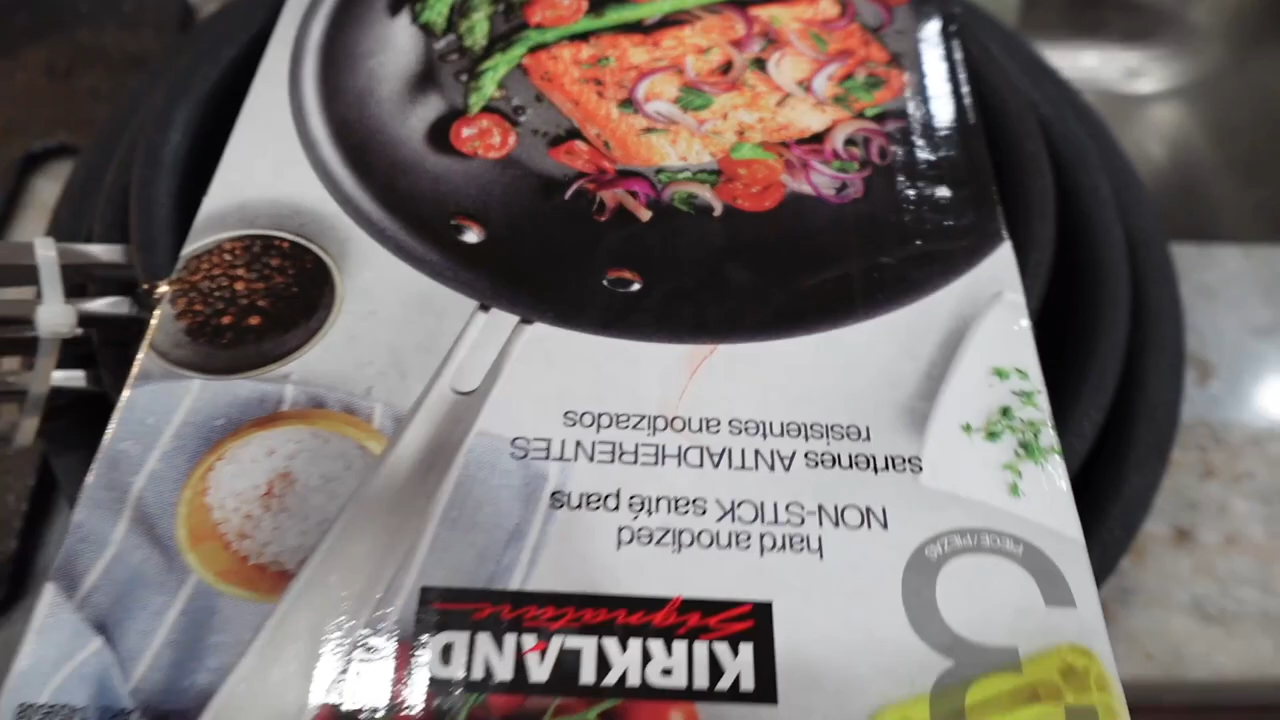 KIRKLAND
Signature
3
PIECE/PIEZAS
hard anodized
NON-STICK sauté pans
sartenes ANTIADHERENTES
resistentes anodizados